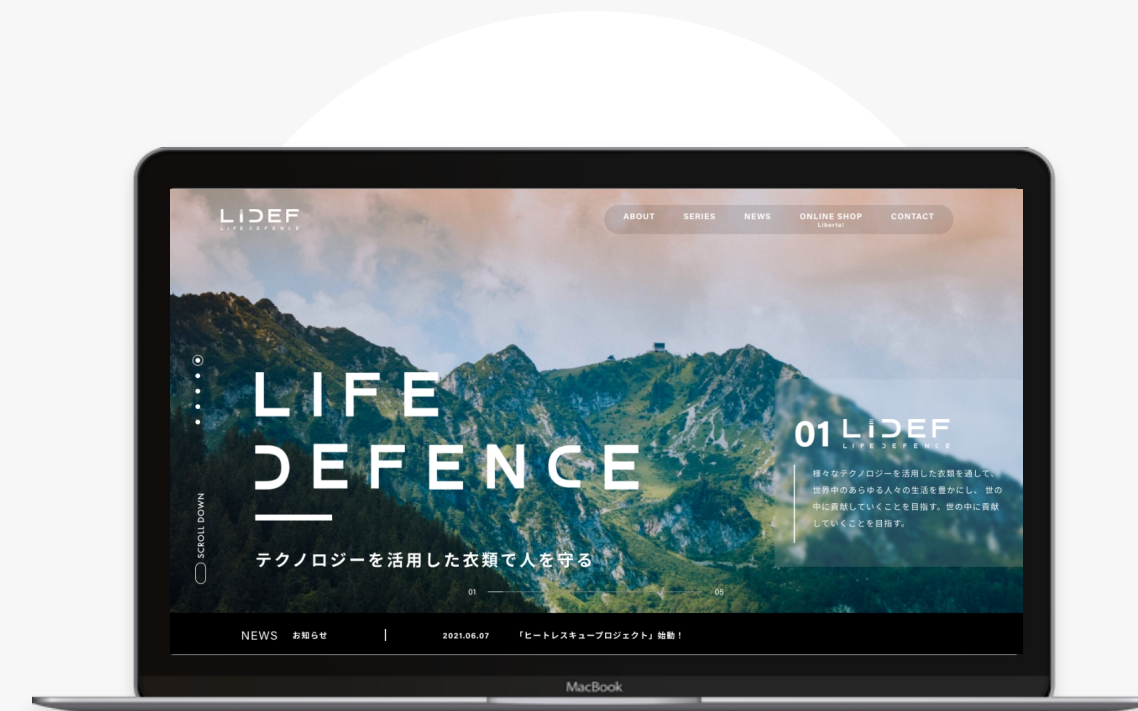 LIDEF
LIFE DEFENCE
ABOUT SERIES NEWS ONLINE SHOP CONTACT
Liberta!
LIFE
DEFENCE
テクノロジーを活用した衣類で人を守る
SCROLL DOWN
01 LIDEF
LIFE DEFENCE
様々なテクノロジーを活用した衣類を通して、
世界中のあらゆる人々の生活を豊かにし、 世の
中に貢献していくことを目指す。世の中に貢献
していくことを目指す。
01 05
NEWS お知らせ 2021.06.07 「ヒートレスキュープロジェクト」始動！
MacBook